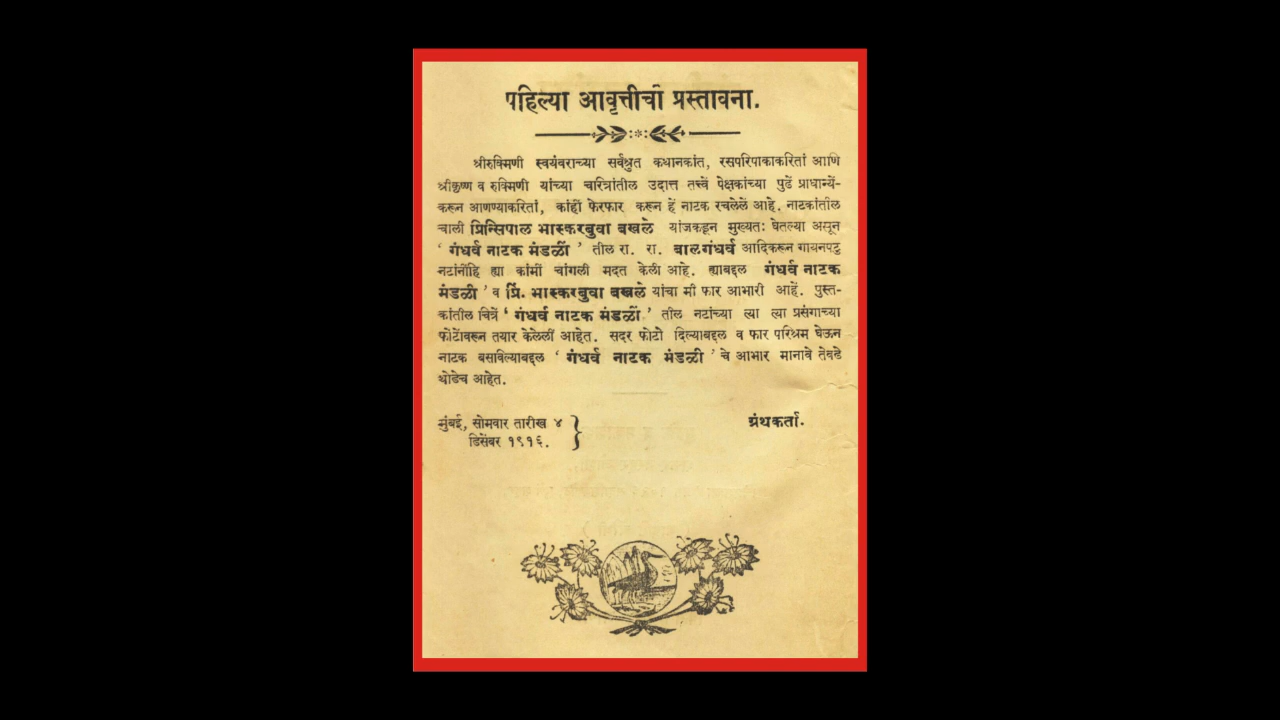 पहिल्या आवृत्तीची प्रस्तावना.
श्रीरुक्मिणी स्वयंवराच्या सर्वश्रुत कथानकांत, रसपरिपाकाकरितां आणि
श्रीकृष्ण व रुक्मिणी यांच्या चरित्रांतील उदात्त तत्त्वें पेक्षकांच्या पुढें प्राधान्यें-
करून आणण्याकरितां, कांहीं फेरफार करून हें नाटक रचलेलें आहे. नाटकांतील
चाली प्रिन्सिपाल भास्करबुवा बखले यांजकडून मुख्यतः घेतल्या असून
‘ गंधर्व नाटक मंडळीं ’ तील रा. रा. बालगंधर्व आदिकरून गायनपटु
नटांनींहि ह्या कामीं चांगली मदत केली आहे. ह्याबद्दल गंधर्व नाटक
मंडळी ’ व प्रिं. भास्करबुवा बखले यांचा मी फार आभारी आहें. पुस्त-
कांतील चित्रें ‘ गंधर्व नाटक मंडळीं ’ तील नटांच्या त्या त्या प्रसंगाच्या
फोटोंवरून तयार केलेलीं आहेत. सदर फोटो दिल्याबद्दल व फार परिश्रम घेऊन
नाटक बसविल्याबद्दल ‘ गंधर्व नाटक मंडळी ’ चे आभार मानावे तेवढे
थोडेच आहेत.
मुंबई, सोमवार तारीख ४
डिसेंबर १९१६.
ग्रंथकर्ता.